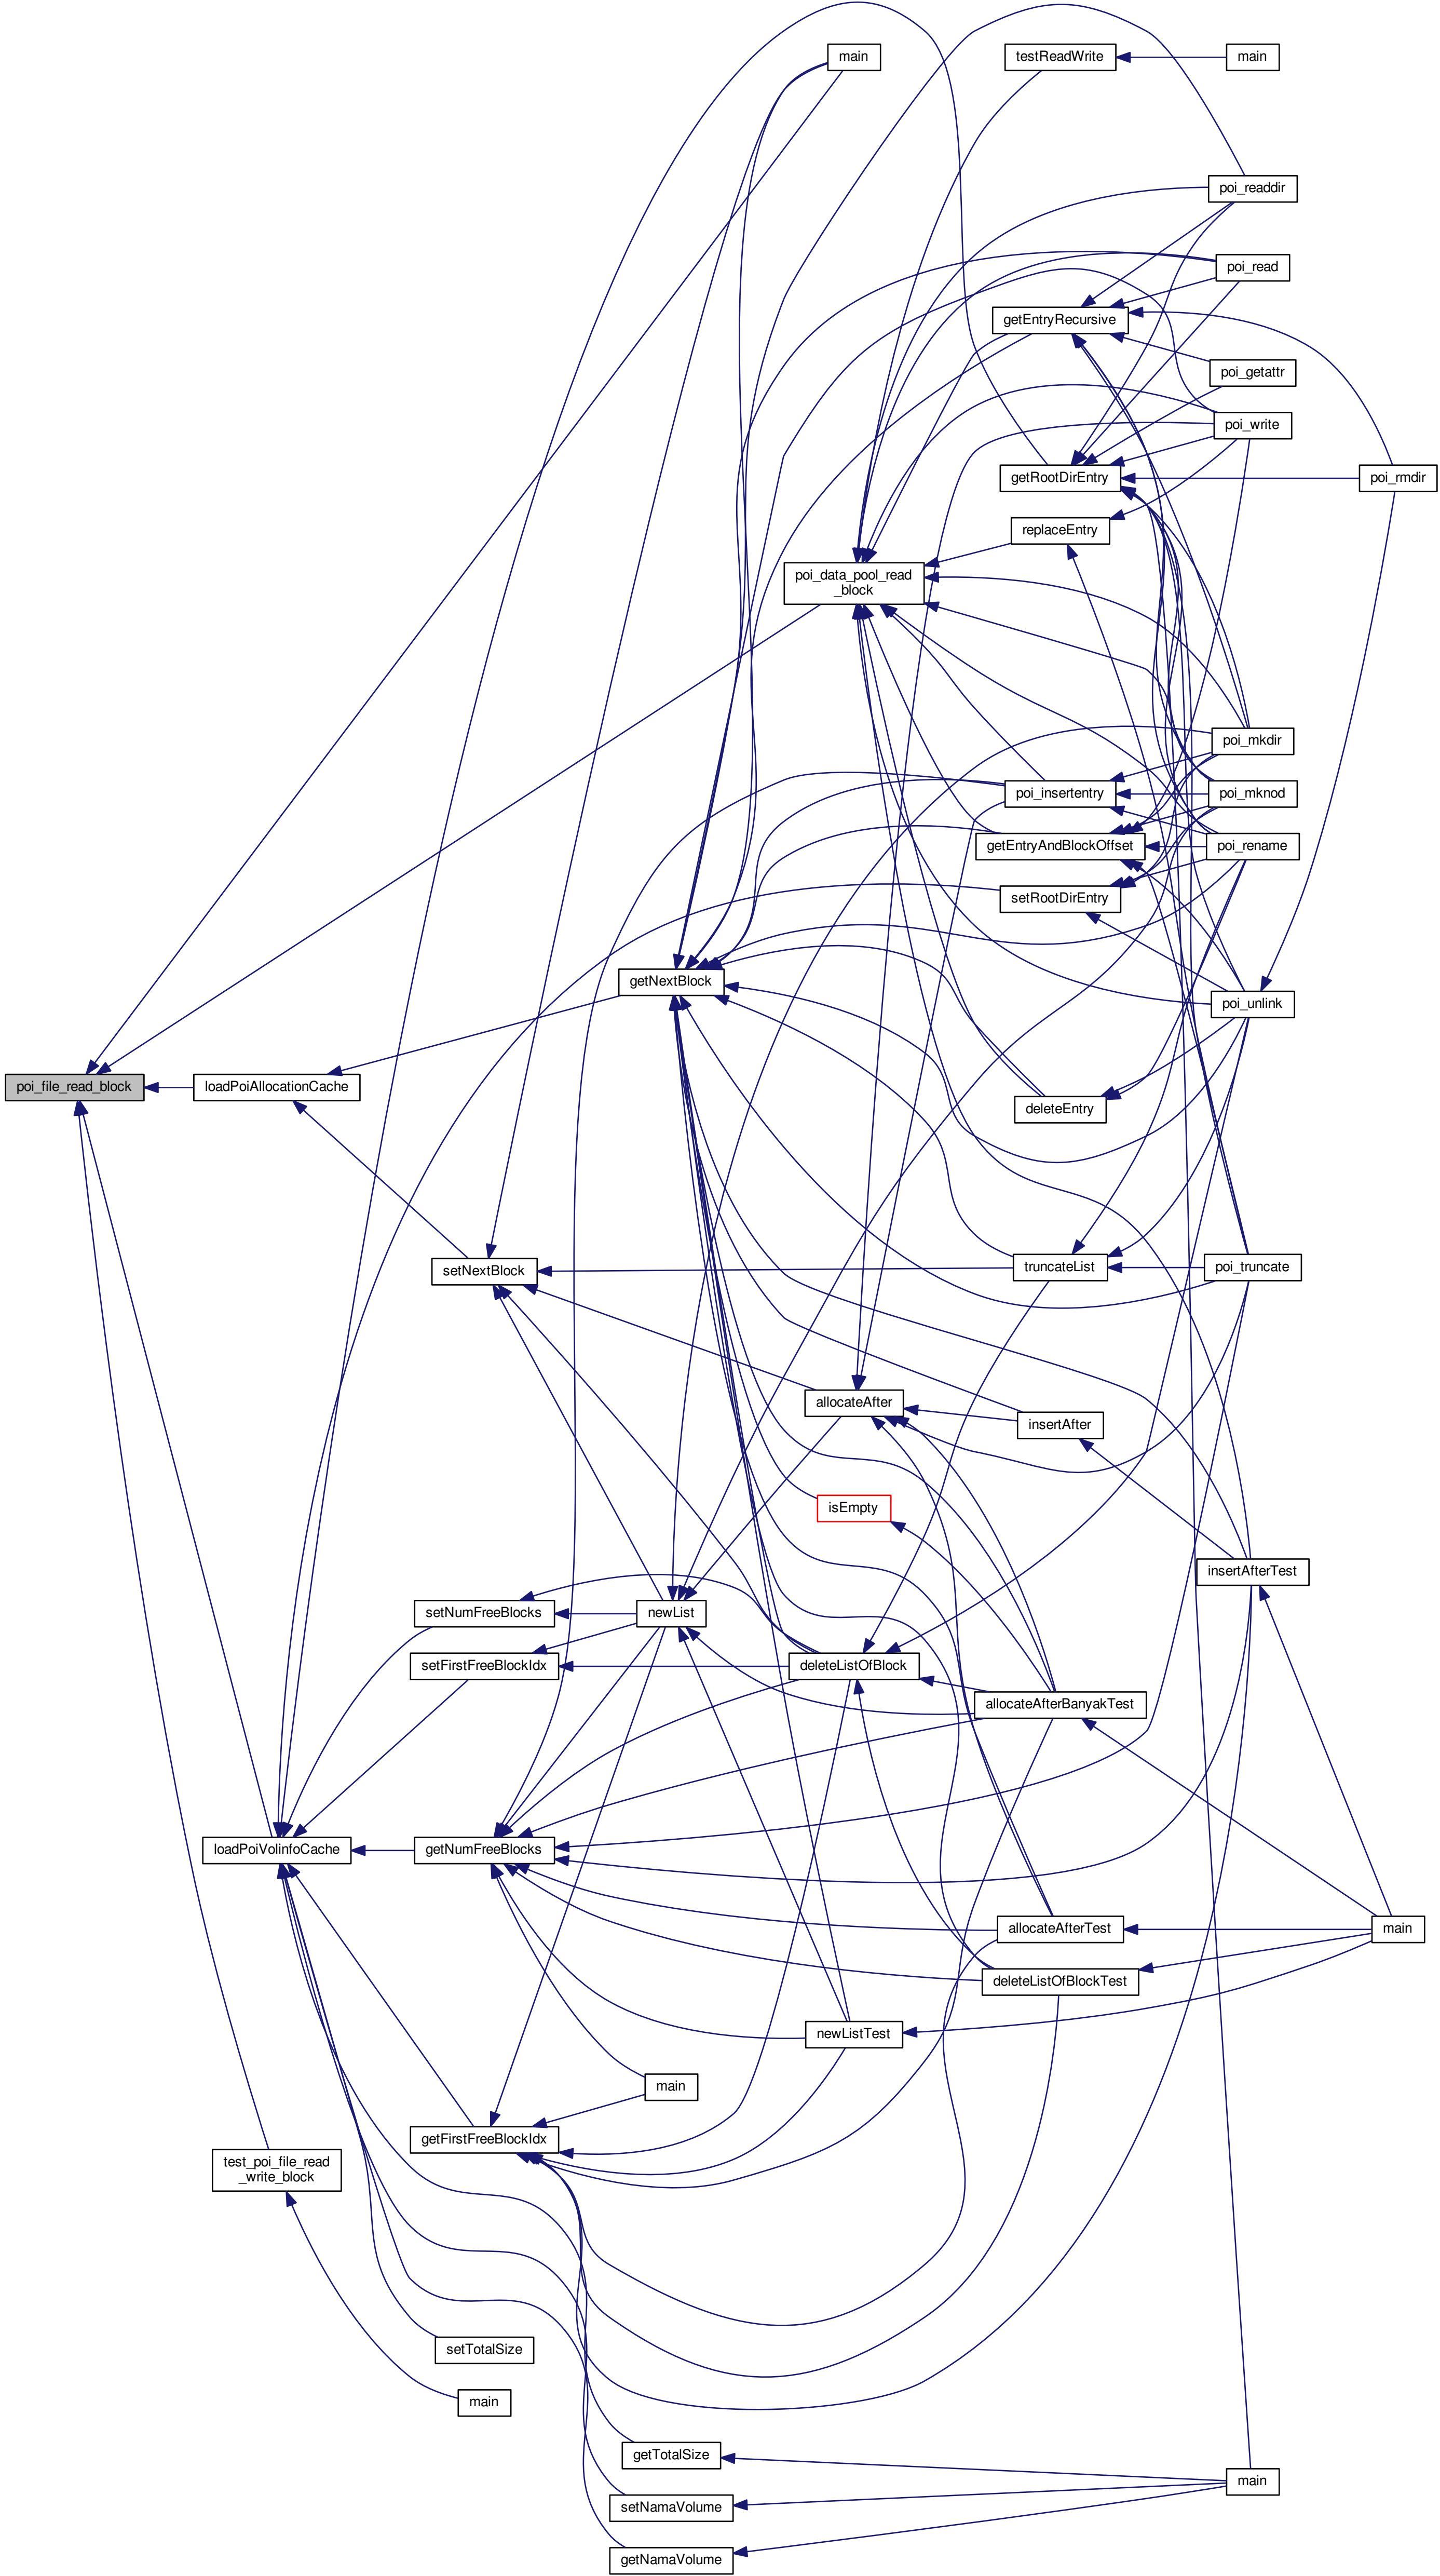 main
testReadWrite
main
poi_readdir
poi_read
getEntryRecursive
poi_getattr
poi_write
getRootDirEntry
poi_rmdir
replaceEntry
poi_data_pool_read
_block
poi_mkdir
poi_insertentry
poi_mknod
getEntryAndBlockOffset
poi_rename
setRootDirEntry
getNextBlock
poi_unlink
poi_file_read_block
loadPoiAllocationCache
deleteEntry
setNextBlock
truncateList
poi_truncate
allocateAfter
insertAfter
isEmpty
insertAfterTest
setNumFreeBlocks
newList
setFirstFreeBlockIdx
deleteListOfBlock
allocateAfterBanyakTest
loadPoiVolinfoCache
getNumFreeBlocks
allocateAfterTest
main
deleteListOfBlockTest
newListTest
main
getFirstFreeBlockIdx
test_poi_file_read
_write_block
setTotalSize
main
getTotalSize
main
setNamaVolume
getNamaVolume